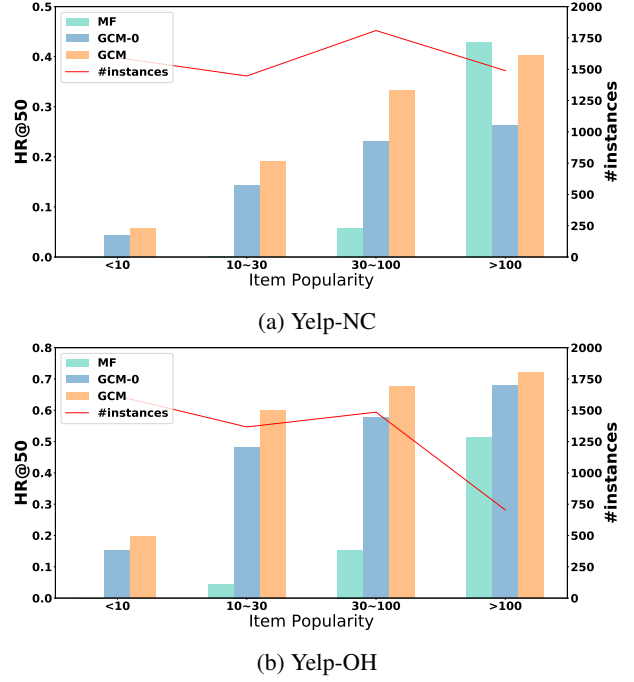 0.5
0.4
0.3
0.2
0.1
0.0
HR@50
MF
GCM-0
GCM
#instances
2000
1750
1500
1250
1000
750
500
250
0
#instances
<10 10~30 30~100 >100
Item Popularity
(a) Yelp-NC
0.8
0.7
0.6
0.5
0.4
0.3
0.2
0.1
0.0
HR@50
MF
GCM-0
GCM
#instances
2000
1750
1500
1250
1000
750
500
250
0
#instances
<10 10~30 30~100 >100
Item Popularity
(b) Yelp-OH